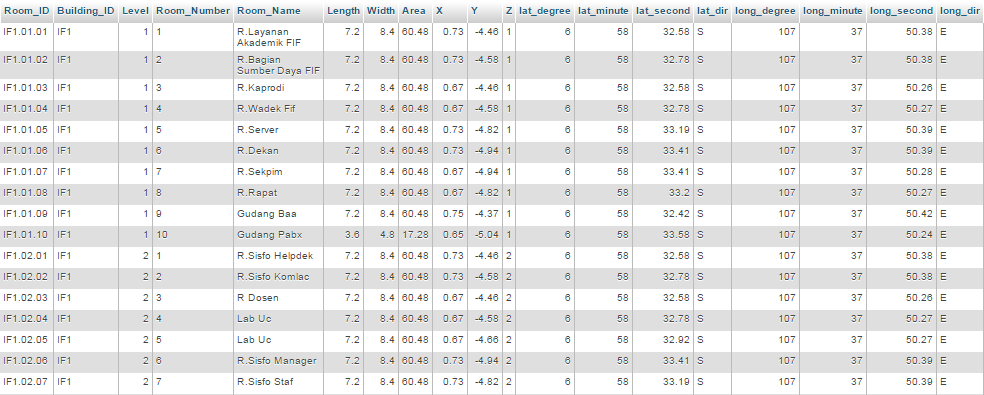 Room_ID Building_ID Level Room_Number Room_Name Length Width Area X Y Z lat_degree lat_minute lat_second lat_dir long_degree long_minute long_second long_dir
IF1.01.01 IF1 1 1 R.Layanan 7.2 8.4 60.48 0.73 -4.46 1 6 58 32.58 S 107 37 50.38 E
Akademik FIF
IF1.01.02 IF1 1 2 R.Bagian 7.2 8.4 60.48 0.73 -4.58 1 6 58 32.78 S 107 37 50.38 E
Sumber Daya FIF
IF1.01.03 IF1 1 3 R.Kaprodi 7.2 8.4 60.48 0.67 -4.46 1 6 58 32.58 S 107 37 50.26 E
IF1.01.04 IF1 1 4 R.Wadek Fif 7.2 8.4 60.48 0.67 -4.58 1 6 58 32.78 S 107 37 50.27 E
IF1.01.05 IF1 1 5 R.Server 7.2 8.4 60.48 0.73 -4.82 1 6 58 33.19 S 107 37 50.39 E
IF1.01.06 IF1 1 6 R.Dekan 7.2 8.4 60.48 0.73 -4.94 1 6 58 33.41 S 107 37 50.39 E
IF1.01.07 IF1 1 7 R.Sekpim 7.2 8.4 60.48 0.67 -4.94 1 6 58 33.41 S 107 37 50.28 E
IF1.01.08 IF1 1 8 R.Rapat 7.2 8.4 60.48 0.67 -4.82 1 6 58 33.2 S 107 37 50.27 E
IF1.01.09 IF1 1 9 Gudang Baa 7.2 8.4 60.48 0.75 -4.37 1 6 58 32.42 S 107 37 50.42 E
IF1.01.10 IF1 1 10 Gudang Pabx 3.6 4.8 17.28 0.65 -5.04 1 6 58 33.58 S 107 37 50.24 E
IF1.02.01 IF1 2 1 R.Sisfo Helpdek 7.2 8.4 60.48 0.73 -4.46 2 6 58 32.58 S 107 37 50.38 E
IF1.02.02 IF1 2 2 R.Sisfo Komlac 7.2 8.4 60.48 0.73 -4.58 2 6 58 32.78 S 107 37 50.38 E
IF1.02.03 IF1 2 3 R Dosen 7.2 8.4 60.48 0.67 -4.46 2 6 58 32.58 S 107 37 50.26 E
IF1.02.04 IF1 2 4 Lab Uc 7.2 8.4 60.48 0.67 -4.58 2 6 58 32.78 S 107 37 50.27 E
IF1.02.05 IF1 2 5 Lab Uc 7.2 8.4 60.48 0.67 -4.66 2 6 58 32.92 S 107 37 50.27 E
IF1.02.06 IF1 2 6 R.Sisfo Manager 7.2 8.4 60.48 0.73 -4.94 2 6 58 33.41 S 107 37 50.39 E
IF1.02.07 IF1 2 7 R.Sisfo Staf 7.2 8.4 60.48 0.73 -4.82 2 6 58 33.19 S 107 37 50.39 E